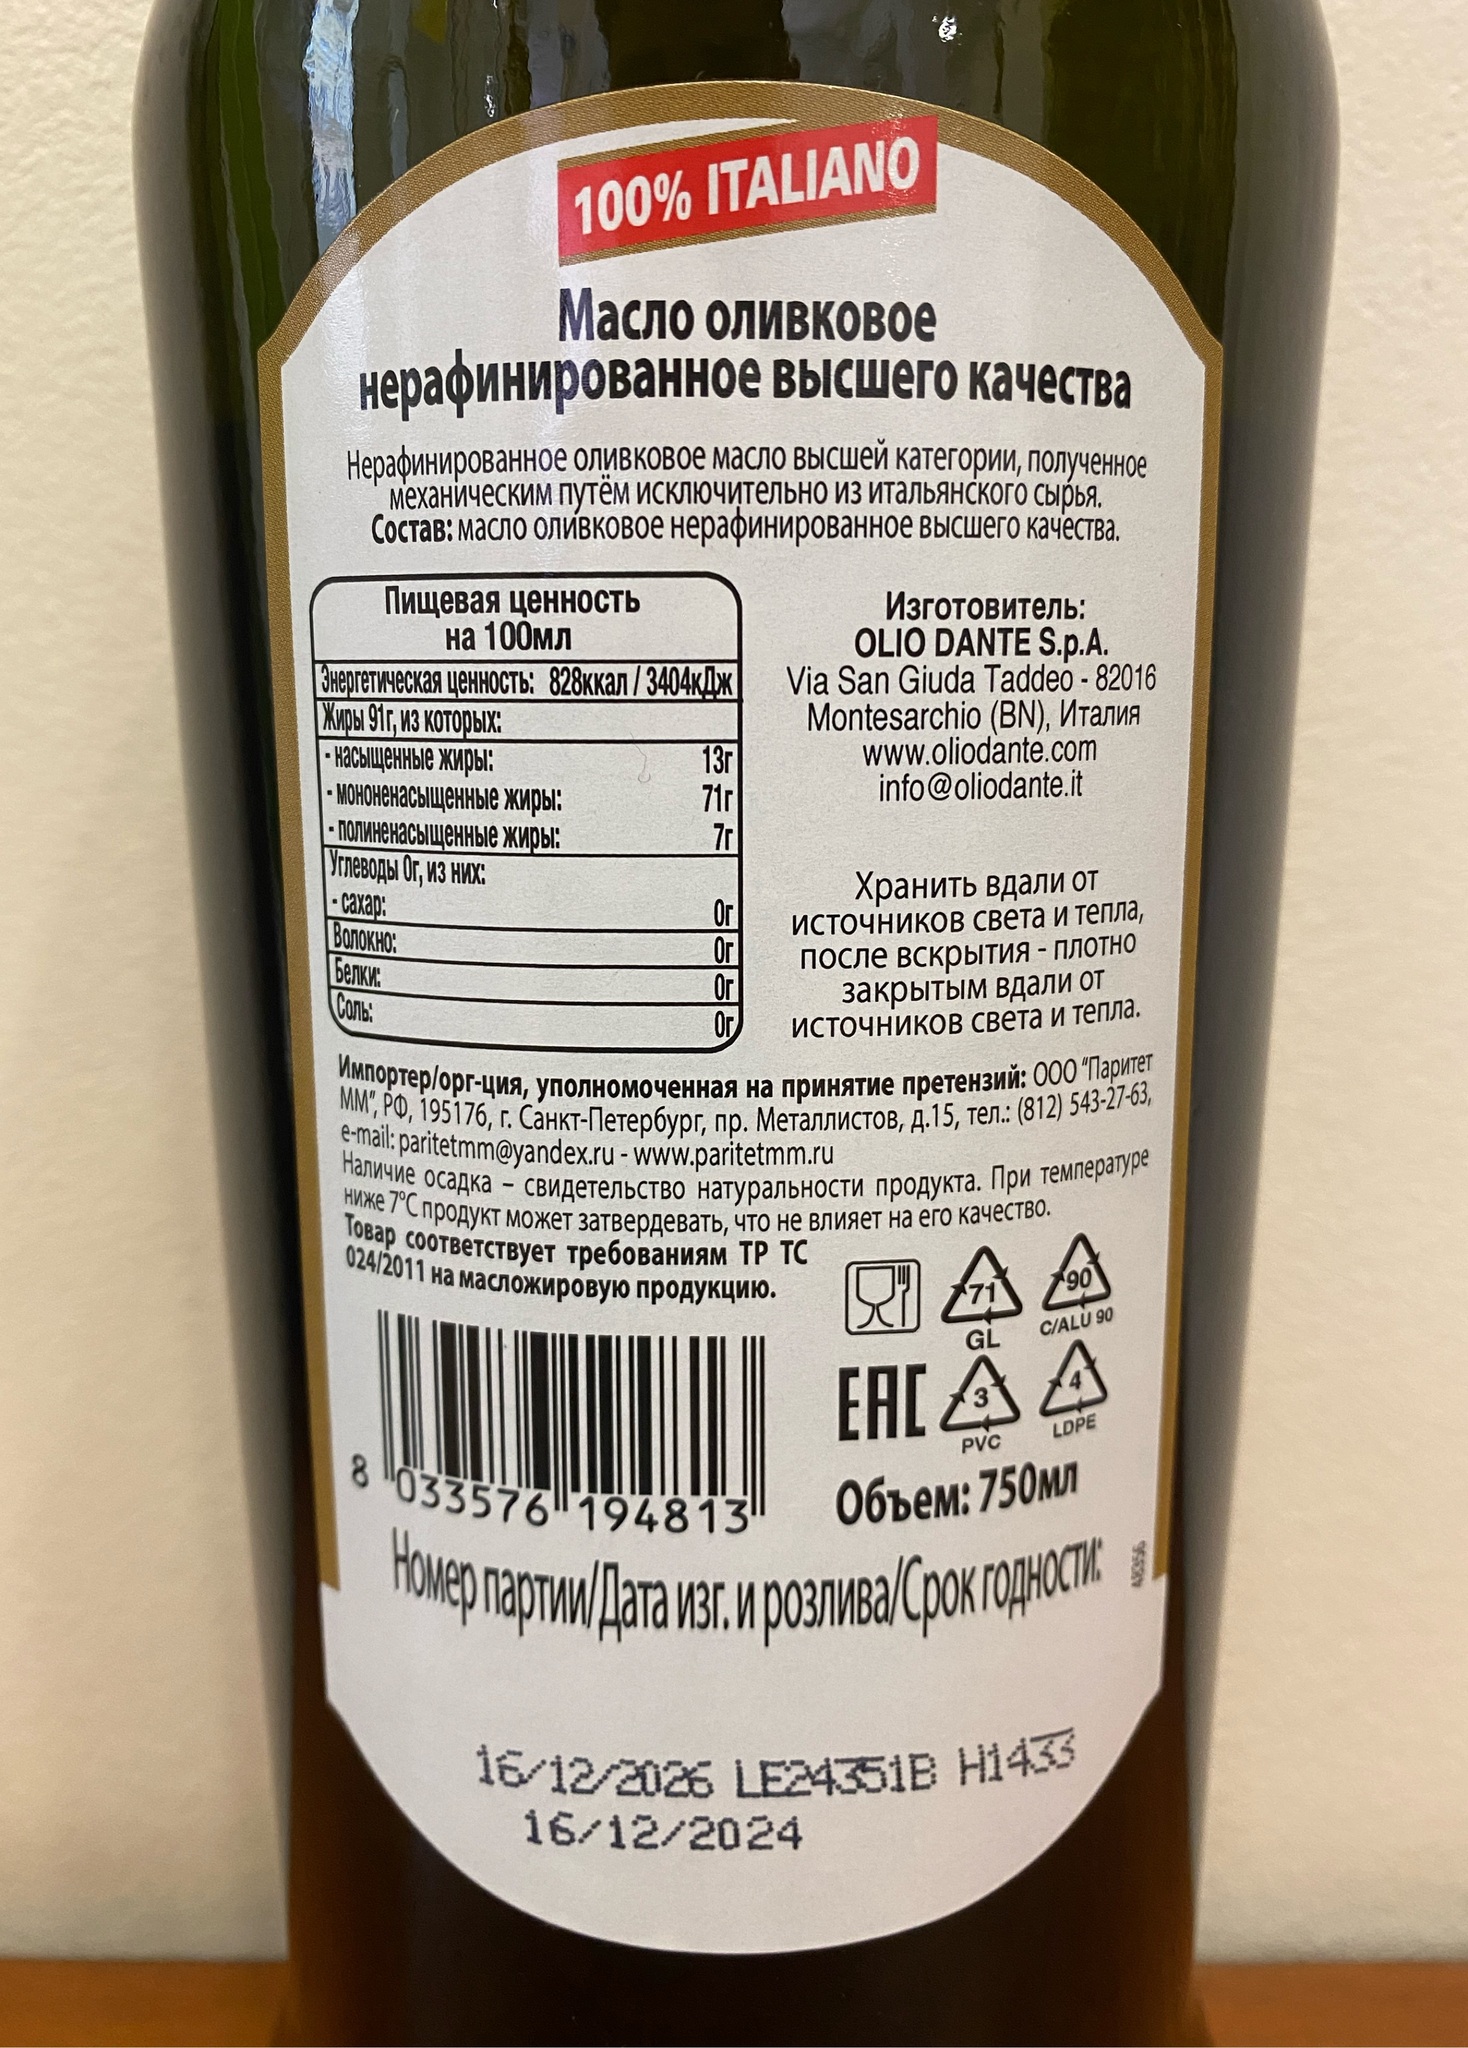 100% ITALIANO
Масло оливковое
нерафинированное высшего качества
Нерафинированное оливковое масло высшей категории, полученное
механическим путём исключительно из итальянского сырья.
Состав: масло оливковое нерафинированное высшего качества.
Пищевая ценность
на 100мл
Энергетическая ценность: 828ккал / 3404кДж
Жиры 91г, из которых:
- насыщенные жиры: 13г
- мононенасыщенные жиры: 71г
- полиненасыщенные жиры: 7г
Углеводы 0г, из них:
- сахар: 0г
Волокно: 0г
Белки: 0г
Соль: 0г
Изготовитель:
OLIO DANTE S.p.A.
Via San Giuda Taddeo - 82016
Montesarchio (BN), Италия
www.oliodante.com
info@oliodante.it
Хранить вдали от
источников света и тепла,
после вскрытия - плотно
закрытым вдали от
источников света и тепла.
Импортер/орг-ция, уполномоченная на принятие претензий: ООО "Паритет
ММ", РФ, 195176, г. Санкт-Петербург, пр. Металлистов, д.15, тел.: (812) 543-27-63,
e-mail: paritetmm@yandex.ru - www.paritetmm.ru
Наличие осадка – свидетельство натуральности продукта. При температуре
ниже 7°С продукт может затвердевать, что не влияет на его качество.
Товар соответствует требованиям ТР ТС
024/2011 на масложировую продукцию.
71
GL
90
C/ALU 90
EAC
3
PVC
4
LDPE
8 033576 194813
Объем: 750мл
48356
Номер партии/Дата изг. и розлива/Срок годности:
16/12/2026 LE24351B H1433
16/12/2024